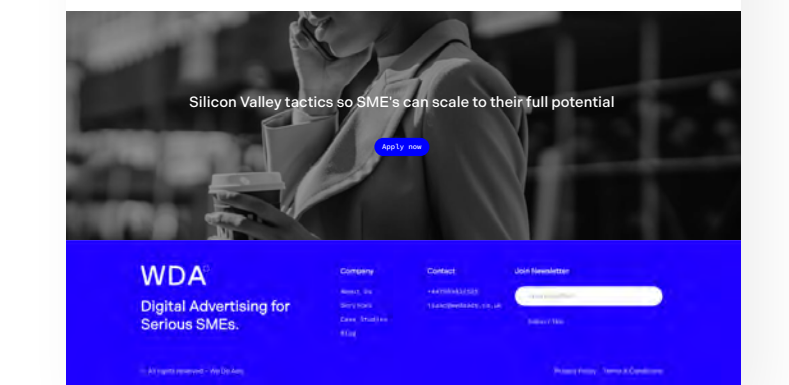 Silicon Valley tactics so SME's can scale to their full potential
Apply now
WDA
Digital Advertising for
Serious SMEs.
Company
About Us
Services
Case Studies
Blog
Contact
Join Newsletter
All rights reserved - We Do Ads
Privacy Policy Terms & Conditions